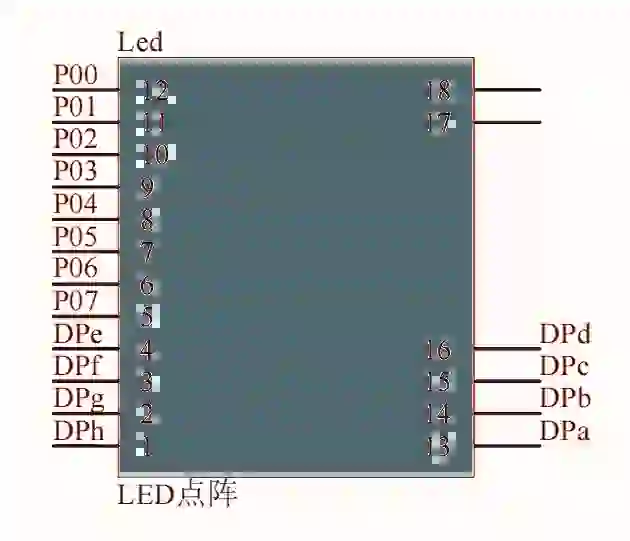 Led
P00 12 18
P01 11 17
P02 10
P03 9
P04 8
P05 7
P06 6
P07 5
DPe 4 16 DPd
DPf 3 15 DPc
DPg 2 14 DPb
DPh 1 13 DPa
LED点阵